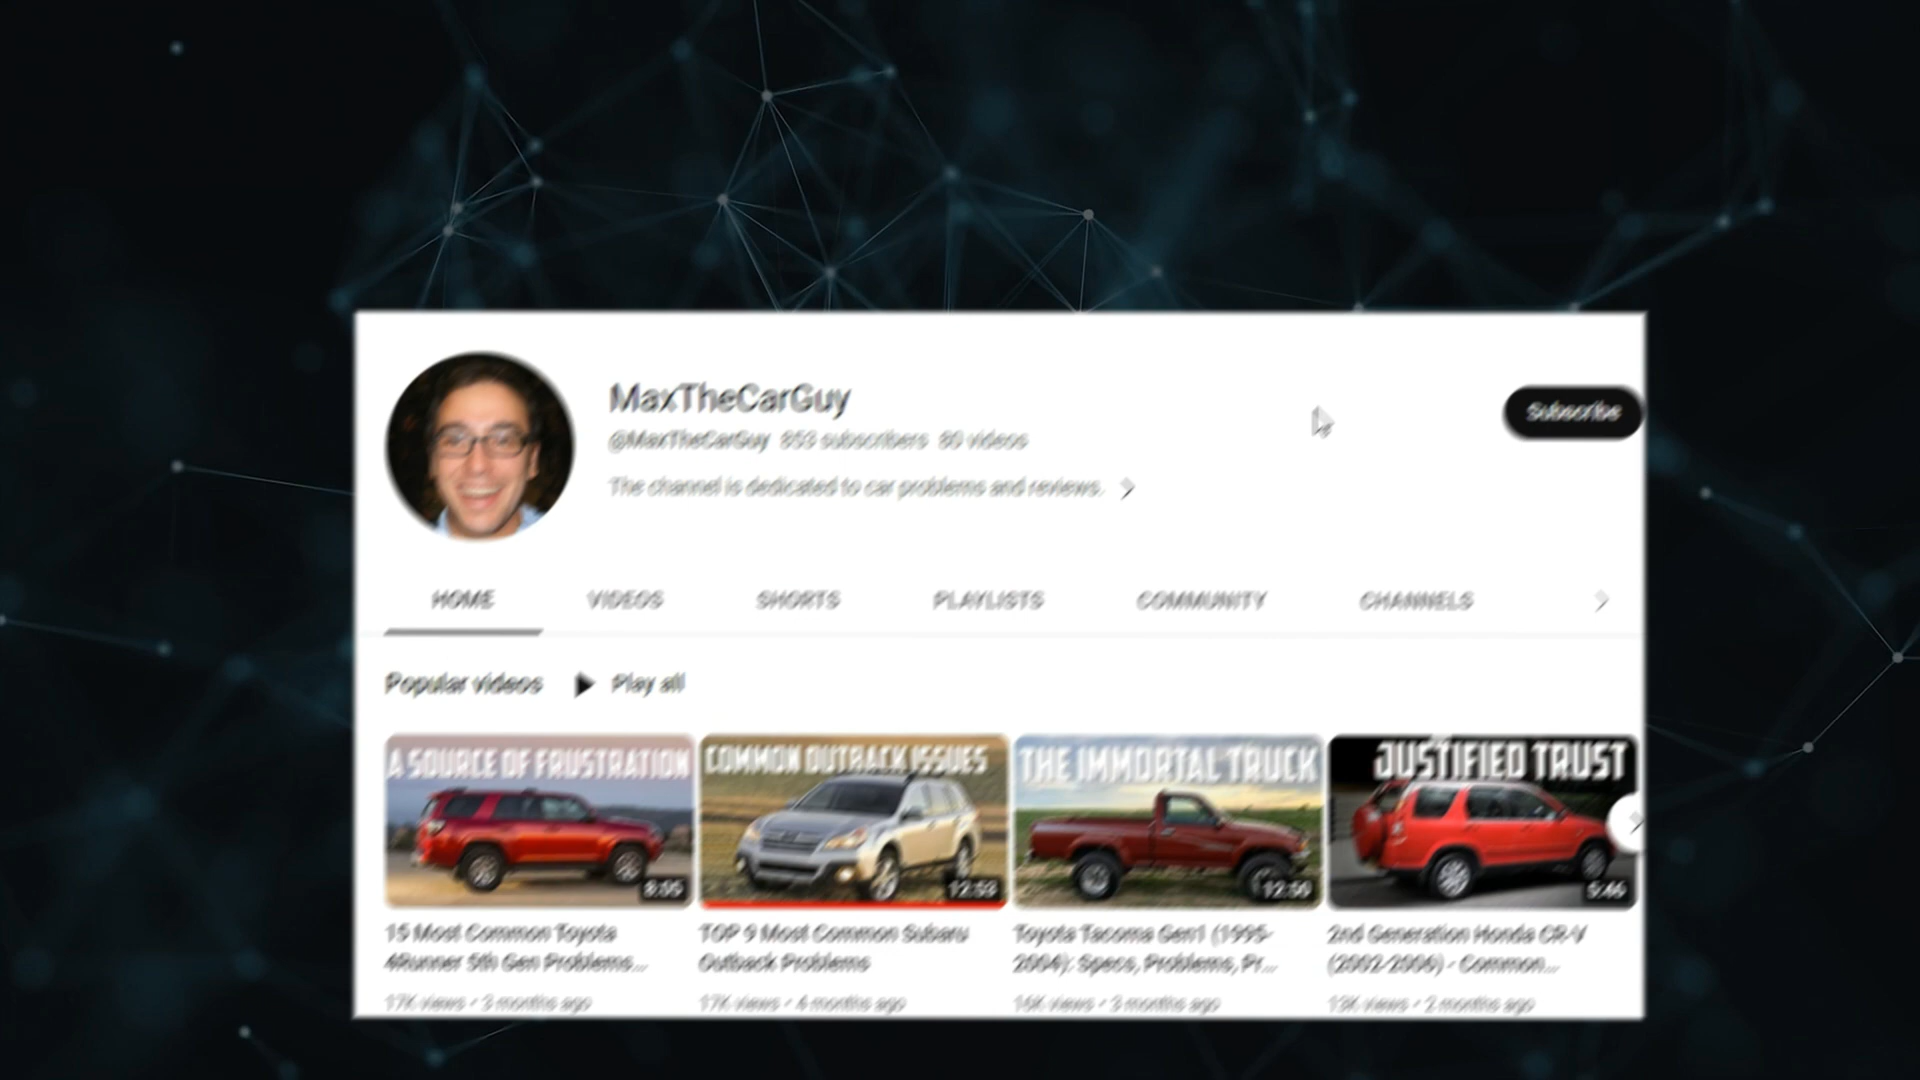 MaxTheCarGuy
Subscribe
@MaxTheCarGuy 853 subscribers 80 videos
The channel is dedicated to car problems and reviews.
HOME VIDEOS SHORTS PLAYLISTS COMMUNITY CHANNELS
Popular videos Play all
A SOURCE OF FRUSTRATION
8:05
COMMON OUTBACK ISSUES
12:53
THE IMMORTAL TRUCK
JUSTIFIED TRUST
5:46
15 Most Common Toyota
4Runner 5th Gen Problems...
17K views • 3 months ago
TOP 9 Most Common Subaru
Outback Problems
17K views • 4 months ago
Toyota Tacoma Gen1 (1995-
2004): Specs, Problems, Pr...
16K views • 3 months ago
2nd Generation Honda CR-V
(2002-2006) - Common...
13K views • 2 months ago